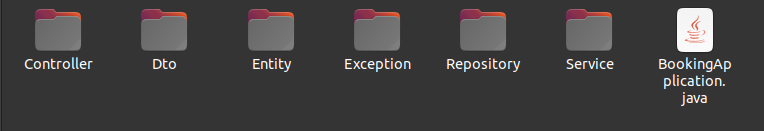 Controller
Dto
Entity
Exception
Repository
Service
BookingAp
plication.
java